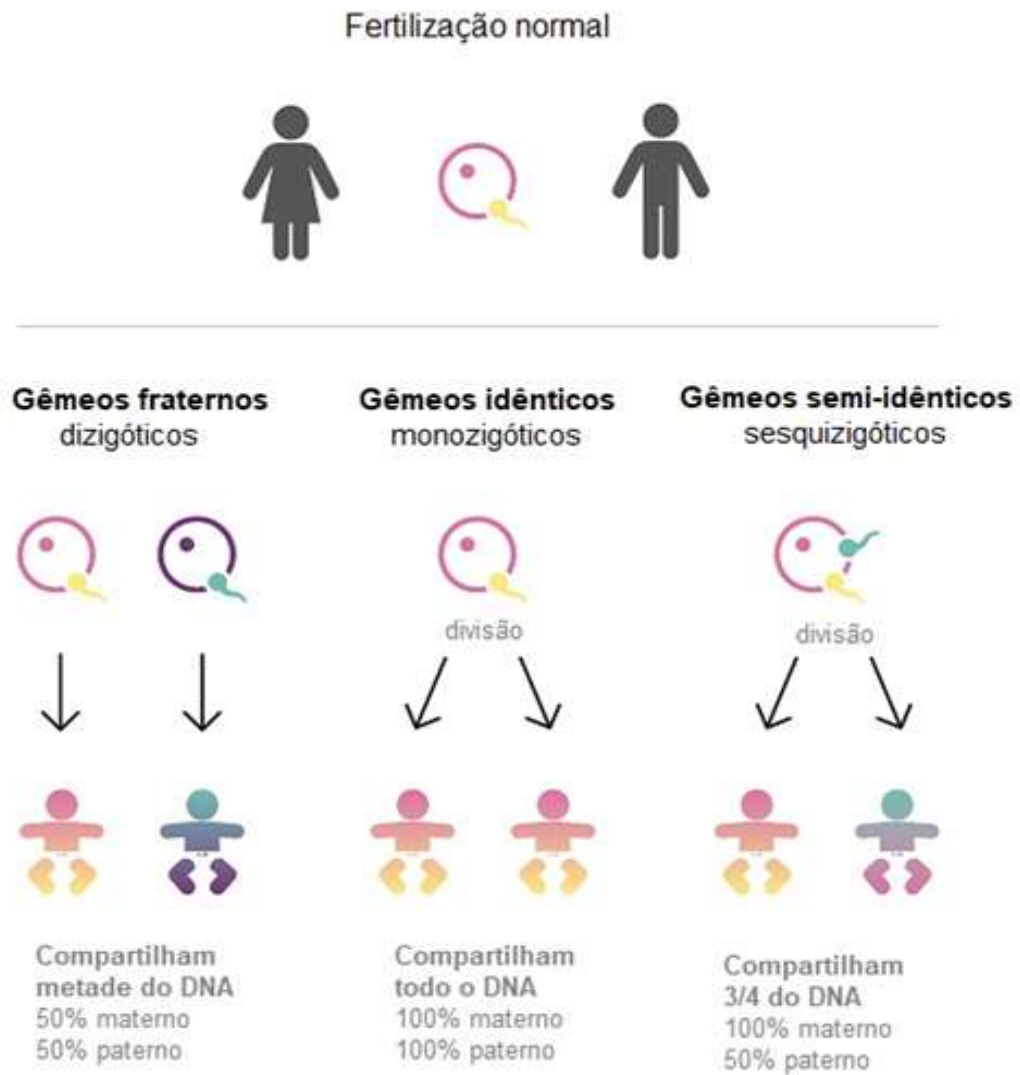 Fertilização normal
Gêmeos fraternos
dizigóticos
Gêmeos idênticos
monozigóticos
Gêmeos semi-idênticos
sesquizigóticos
divisão
divisão
Compartilham
metade do DNA
50% materno
50% paterno
Compartilham
todo o DNA
100% materno
100% paterno
Compartilham
3/4 do DNA
100% materno
50% paterno